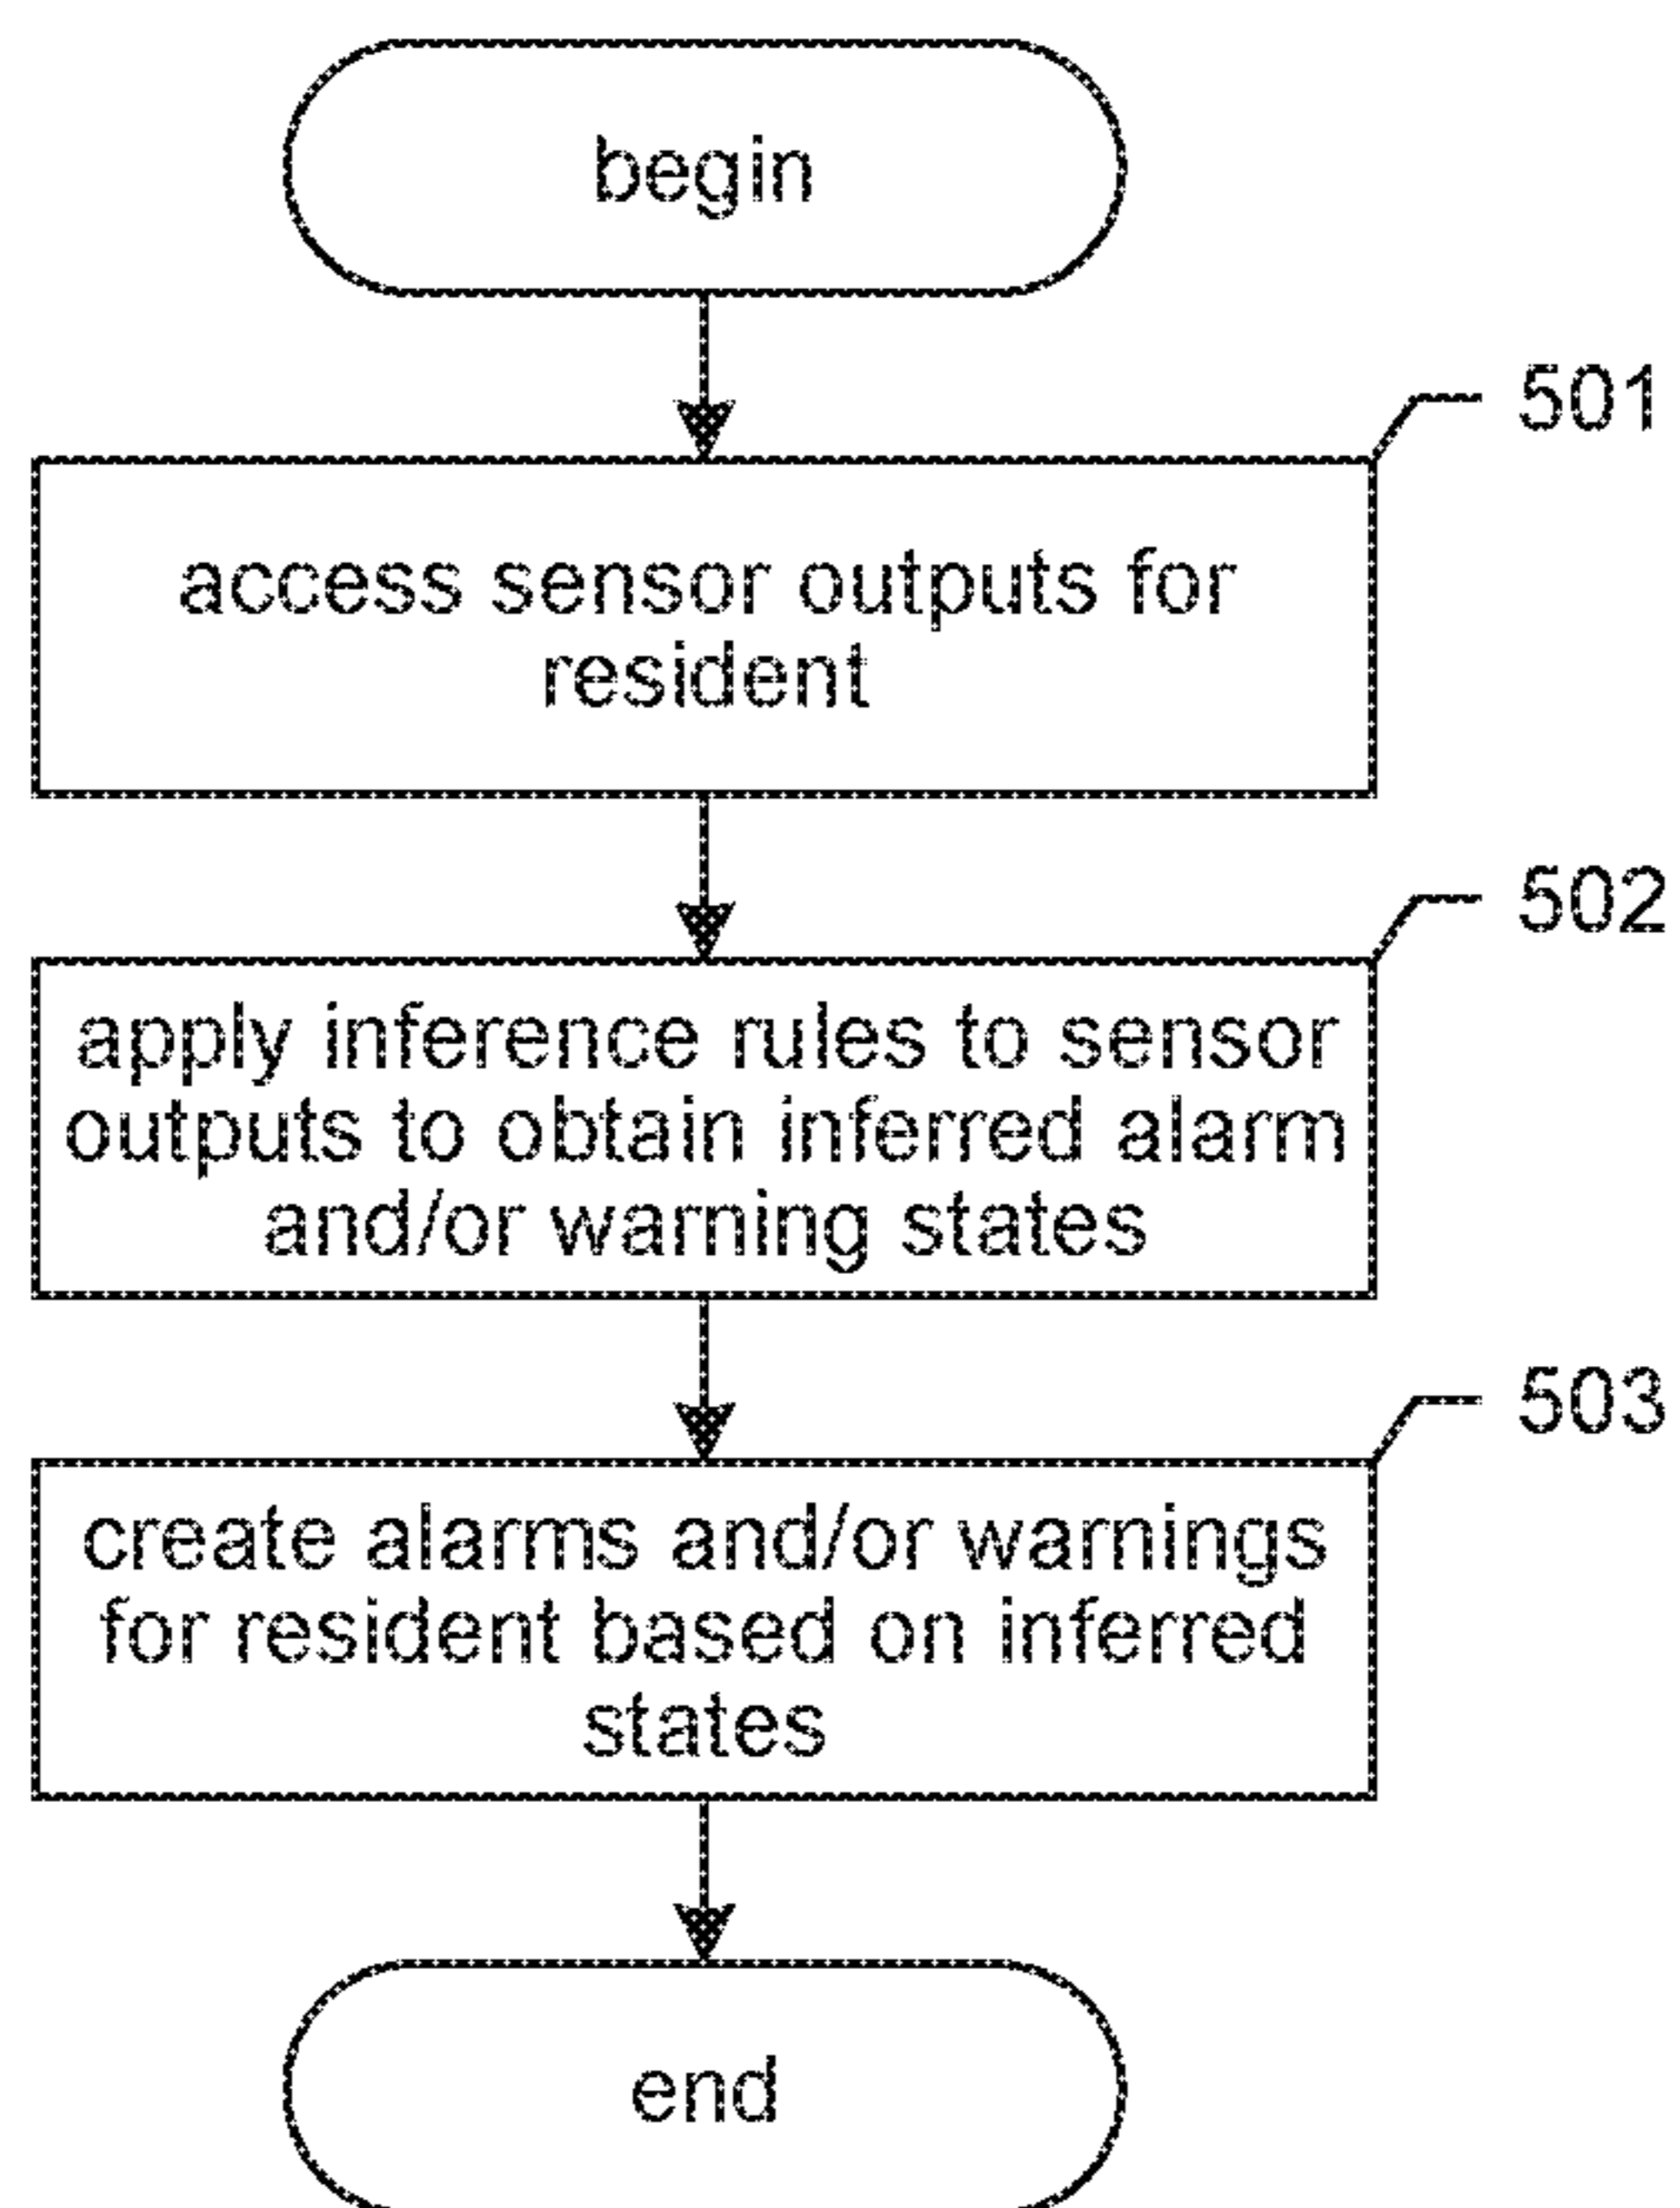 begin
501
access sensor outputs for
resident
502
apply inference rules to sensor
outputs to obtain inferred alarm
and/or warning states
503
create alarms and/or warnings
for resident based on inferred
states
end